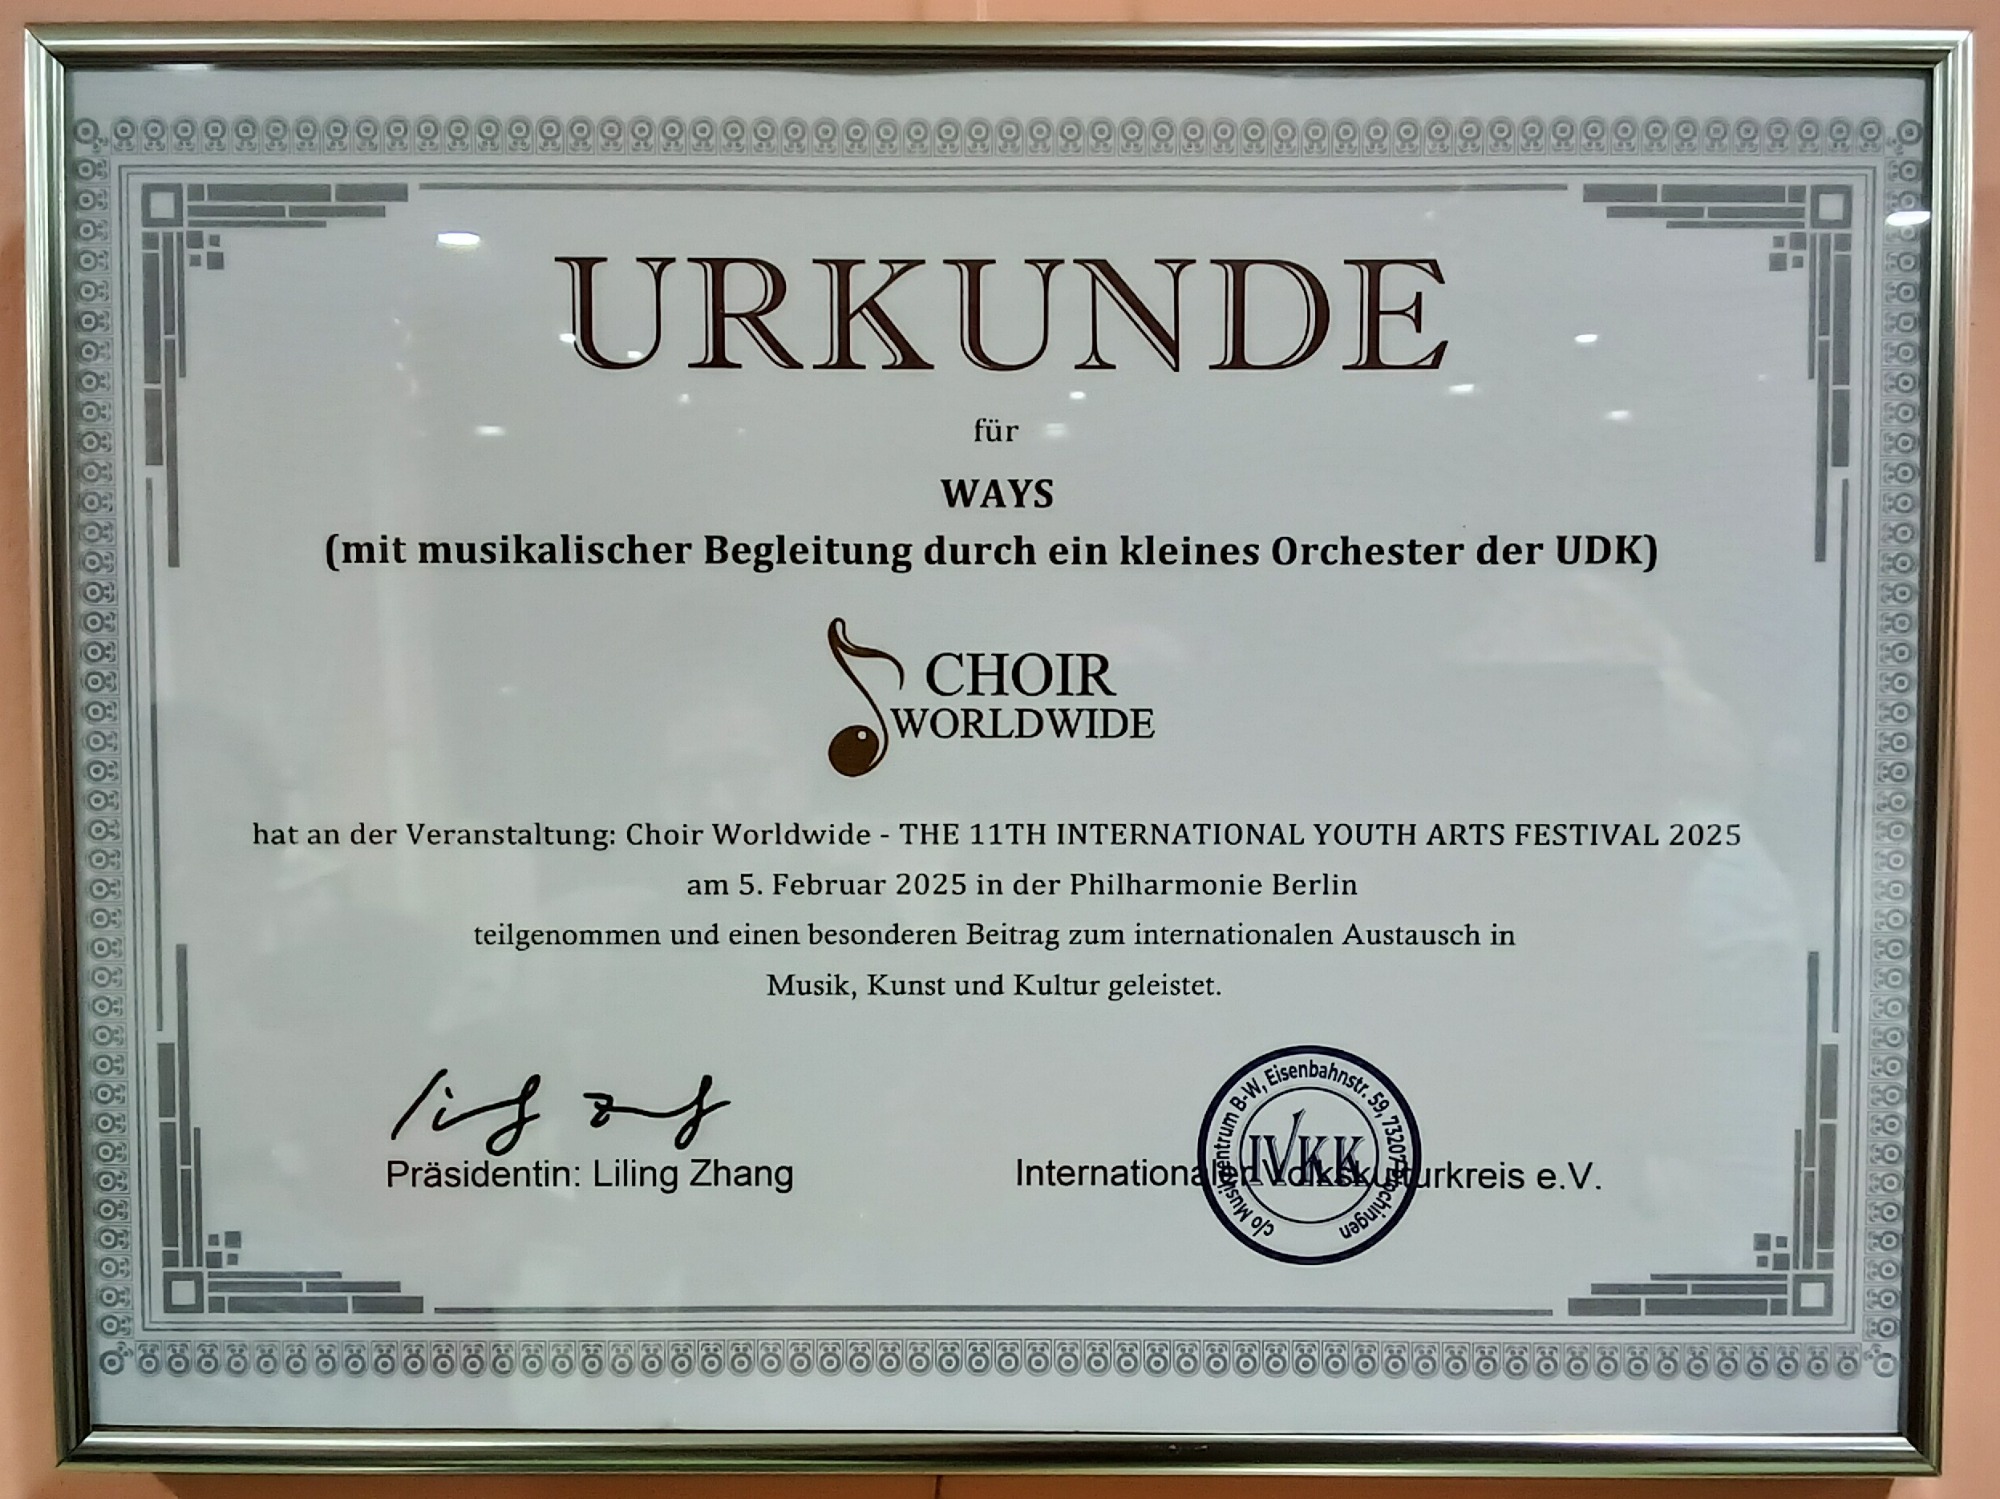 URKUNDE
für
WAYS
(mit musikalischer Begleitung durch ein kleines Orchester der UDK)
CHOIR
WORLDWIDE
hat an der Veranstaltung: Choir Worldwide - THE 11TH INTERNATIONAL YOUTH ARTS FESTIVAL 2025
am 5. Februar 2025 in der Philharmonie Berlin
teilgenommen und einen besonderen Beitrag zum internationalen Austausch in
Musik, Kunst und Kultur geleistet.
Präsidentin: Liling Zhang
Internationaler Volkskulturkreis e.V.
c/o Musikzentrum B-W, Eisenbahnstr. 59, 73207 Plochingen
IVKK